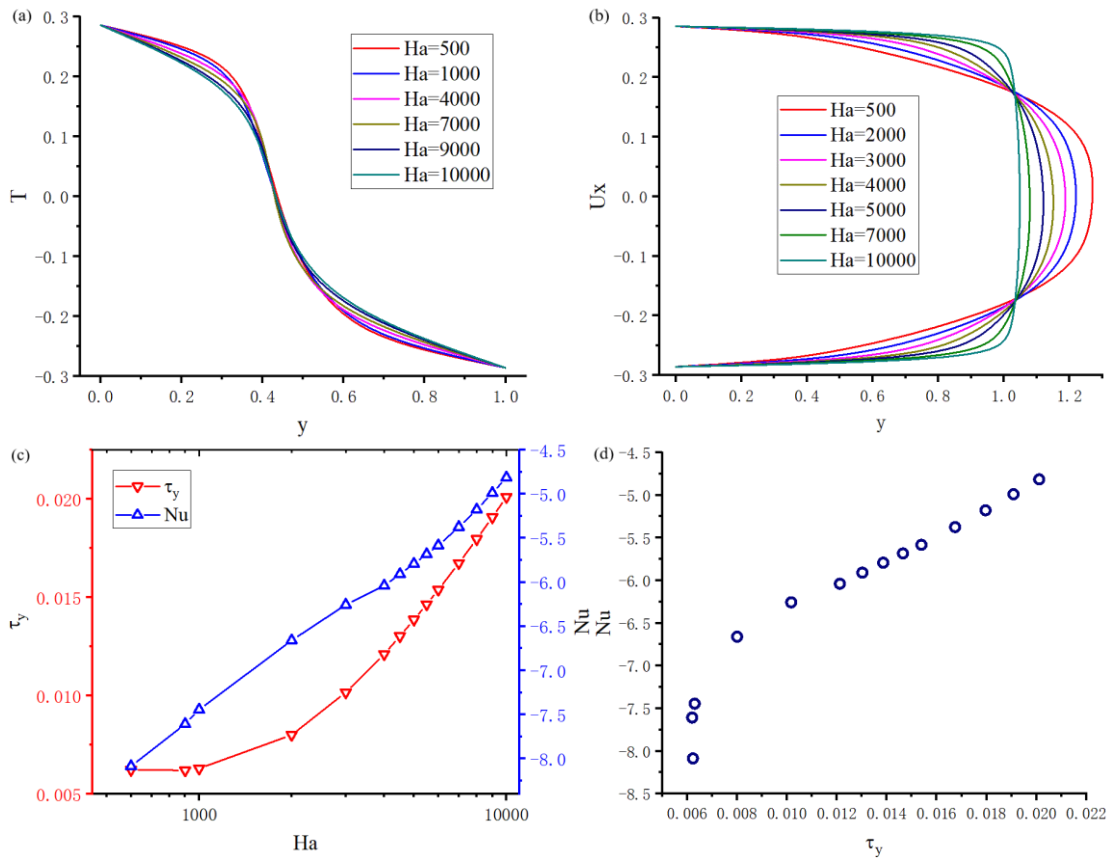 (a)
T
0.3
0.2
0.1
0.0
-0.1
-0.2
-0.3
0.0
0.2
0.4
0.6
0.8
1.0
y
Ha=500
Ha=1000
Ha=4000
Ha=7000
Ha=9000
Ha=10000
(b)
Ux
0.3
0.2
0.1
0.0
-0.1
-0.2
-0.3
0.0
0.2
0.4
0.6
0.8
1.0
1.2
y
Ha=500
Ha=2000
Ha=3000
Ha=4000
Ha=5000
Ha=7000
Ha=10000
(c)
τy
Nu
τy
0.020
0.015
0.010
0.005
1000
10000
Ha
-4.5
-5.0
-5.5
-6.0
-6.5
-7.0
-7.5
-8.0
Nu
(d)
Nu
-4.5
-5.0
-5.5
-6.0
-6.5
-7.0
-7.5
-8.0
-8.5
0.006
0.008
0.010
0.012
0.014
0.016
0.018
0.020
0.022
τy